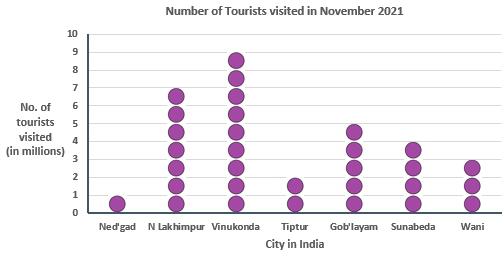 Number of Tourists visited in November 2021
10
9
8
7
6
5
4
3
2
1
0
No. of
tourists
visited
(in millions)
Ned'gad N Lakhimpur Vinukonda Tiptur Gob'layam Sunabeda Wani
City in India